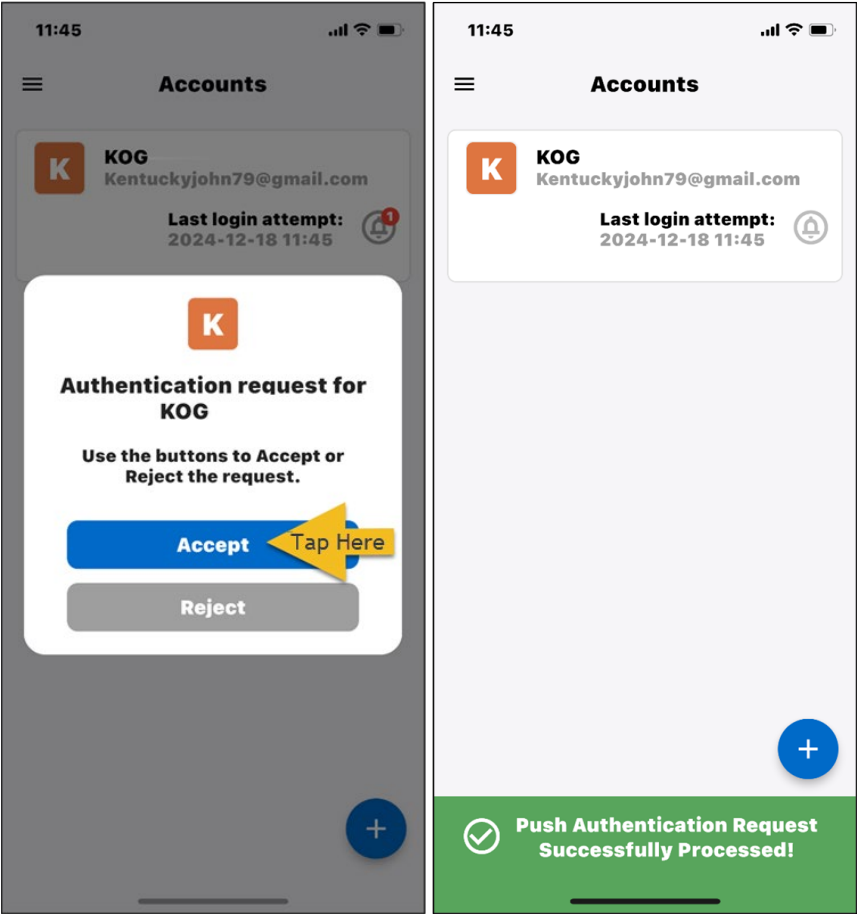 11:45
Accounts
K
KOG
Kentuckyjohn79@gmail.com
Last login attempt:
1
2024-12-18 11:45
K
Authentication request for
KOG
Use the buttons to Accept or
Reject the request.
Accept
Tap Here
Reject
+
11:45
Accounts
K
KOG
Kentuckyjohn79@gmail.com
Last login attempt:
2024-12-18 11:45
+
Push Authentication Request
Successfully Processed!